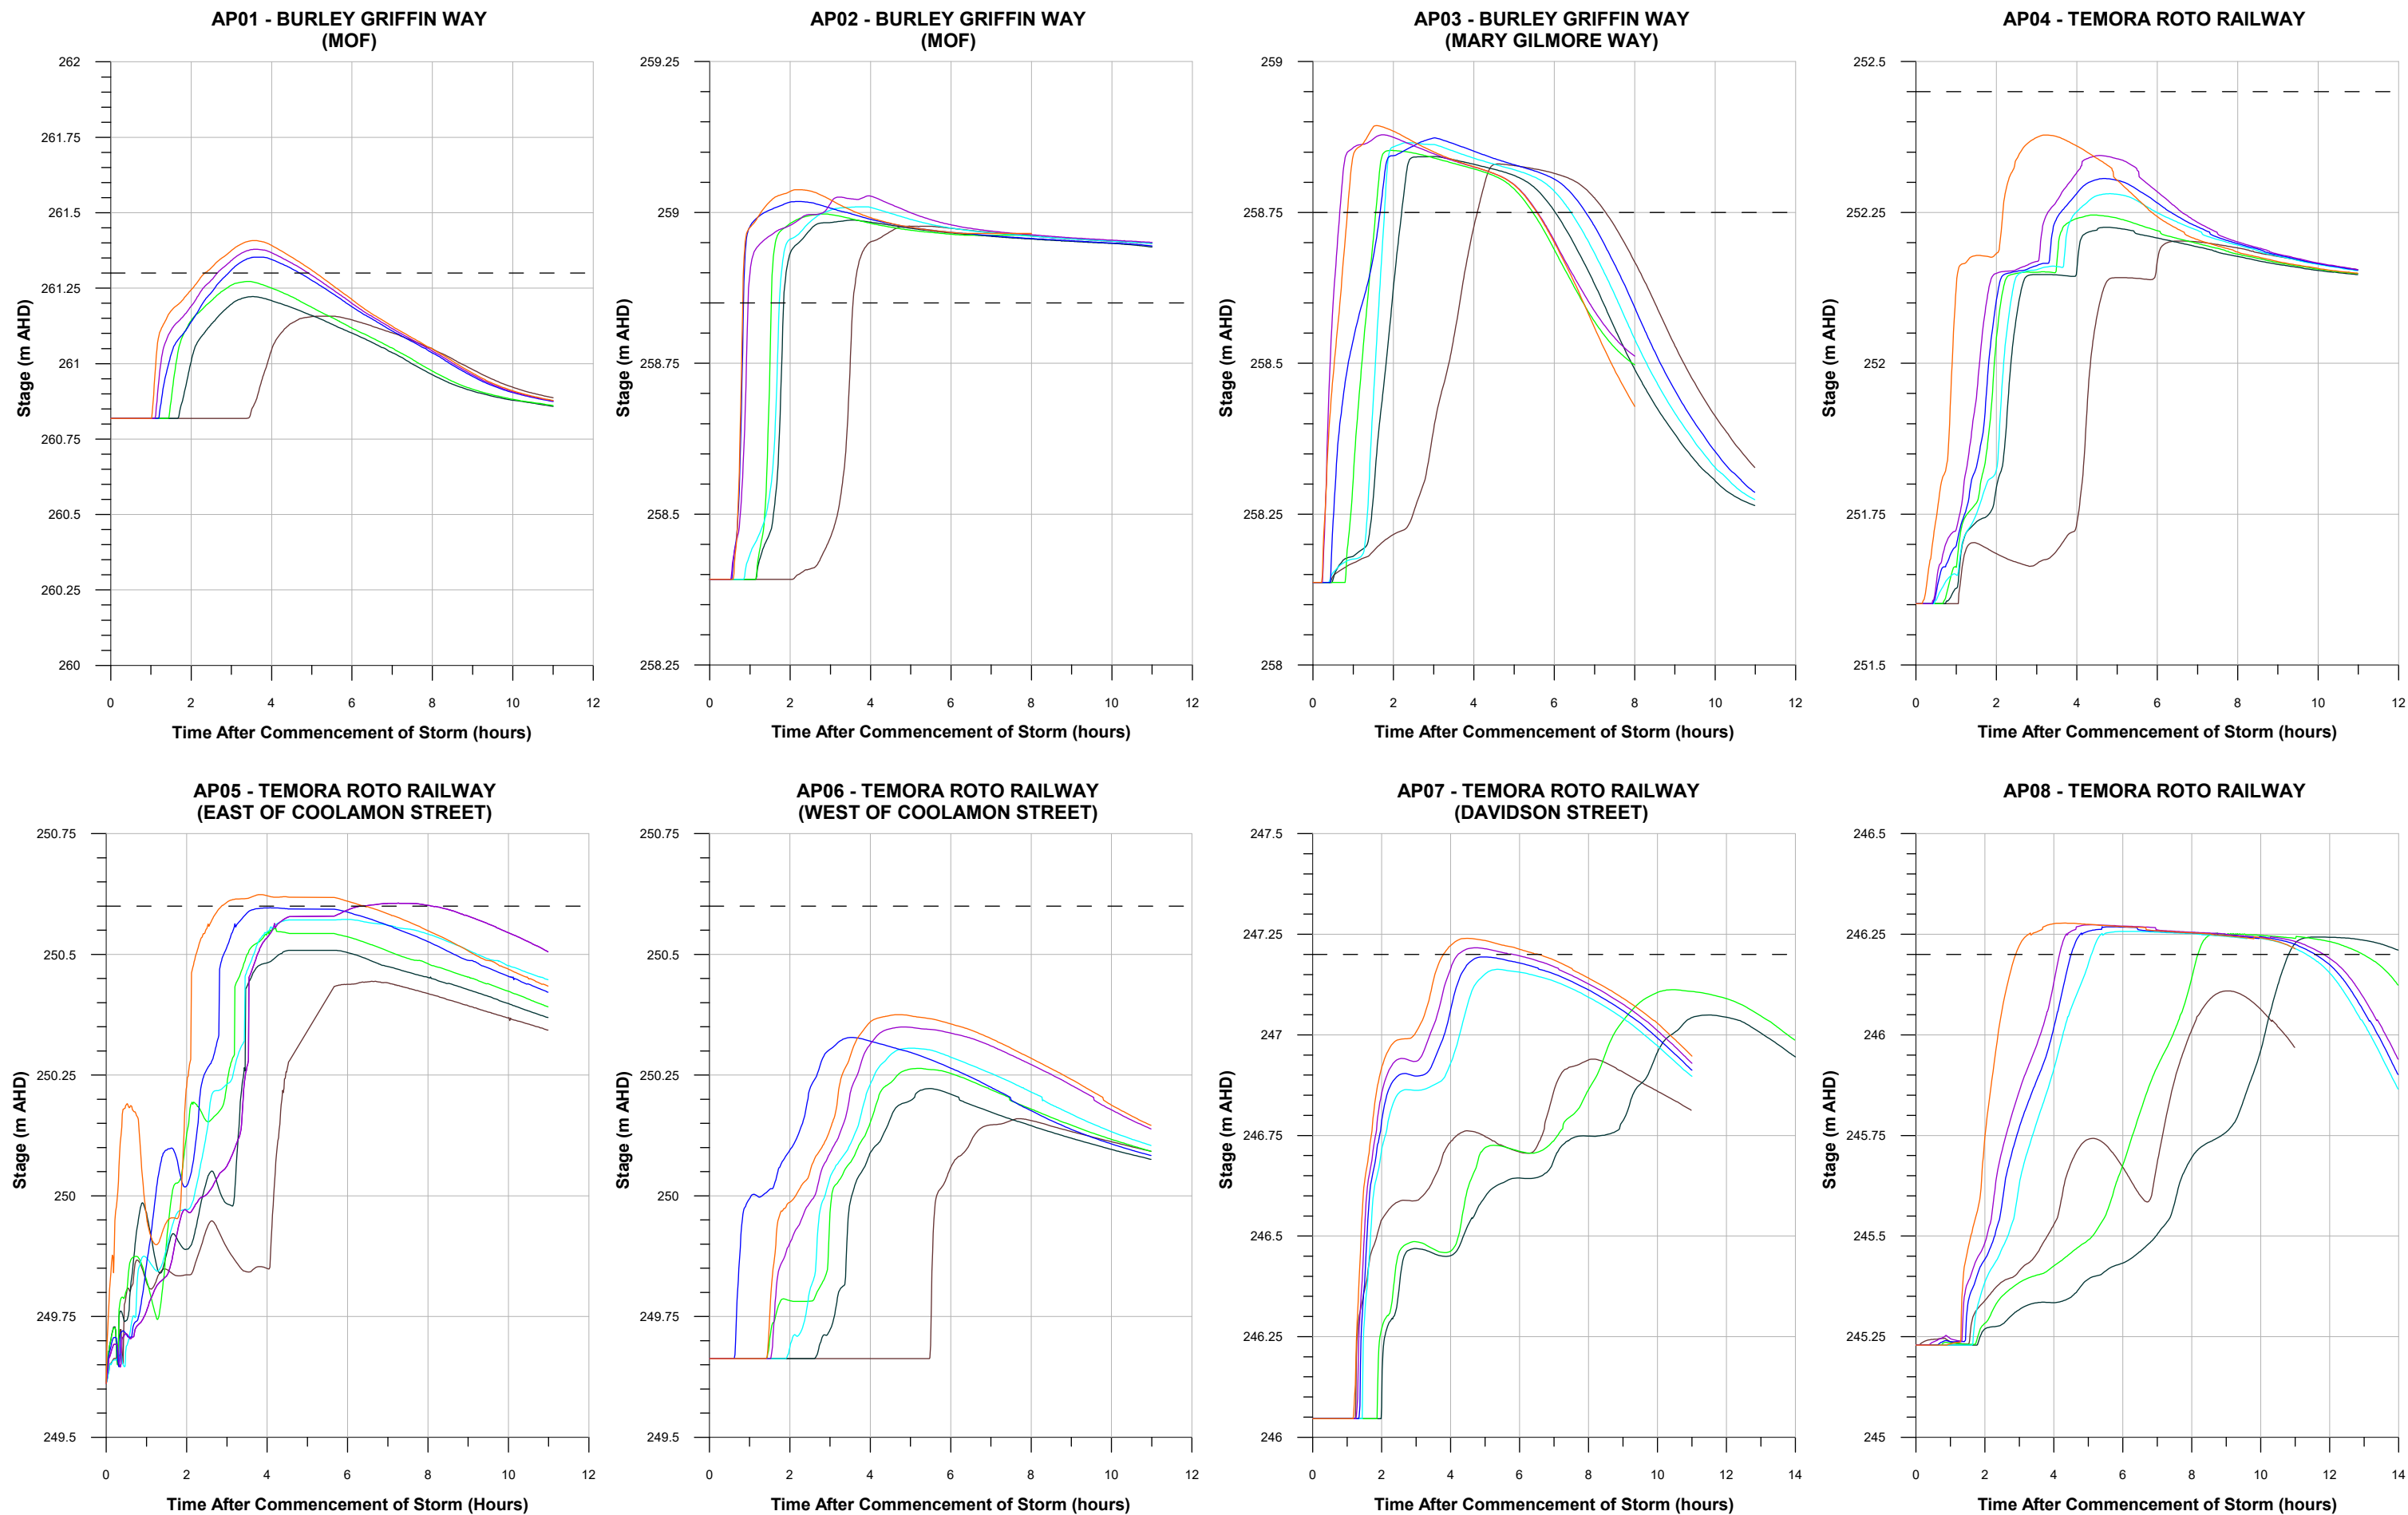 AP01 - BURLEY GRIFFIN WAY
(MOF)
262
261.75
261.5
261.25
261
260.75
260.5
260.25
260
Stage (m AHD)
0 2 4 6 8 10 12
Time After Commencement of Storm (hours)
AP02 - BURLEY GRIFFIN WAY
(MOF)
259.25
259
258.75
258.5
258.25
Stage (m AHD)
0 2 4 6 8 10 12
Time After Commencement of Storm (hours)
AP03 - BURLEY GRIFFIN WAY
(MARY GILMORE WAY)
259
258.75
258.5
258.25
258
Stage (m AHD)
0 2 4 6 8 10 12
Time After Commencement of Storm (hours)
AP04 - TEMORA ROTO RAILWAY
252.5
252.25
252
251.75
251.5
Stage (m AHD)
0 2 4 6 8 10 12
Time After Commencement of Storm (hours)
AP05 - TEMORA ROTO RAILWAY
(EAST OF COOLAMON STREET)
250.75
250.5
250.25
250
249.75
249.5
Stage (m AHD)
0 2 4 6 8 10 12
Time After Commencement of Storm (Hours)
AP06 - TEMORA ROTO RAILWAY
(WEST OF COOLAMON STREET)
250.75
250.5
250.25
250
249.75
249.5
Stage (m AHD)
0 2 4 6 8 10 12
Time After Commencement of Storm (hours)
AP07 - TEMORA ROTO RAILWAY
(DAVIDSON STREET)
247.5
247.25
247
246.75
246.5
246.25
246
Stage (m AHD)
0 2 4 6 8 10 12 14
Time After Commencement of Storm (hours)
AP08 - TEMORA ROTO RAILWAY
246.5
246.25
246
245.75
245.5
245.25
245
Stage (m AHD)
0 2 4 6 8 10 12 14
Time After Commencement of Storm (hours)